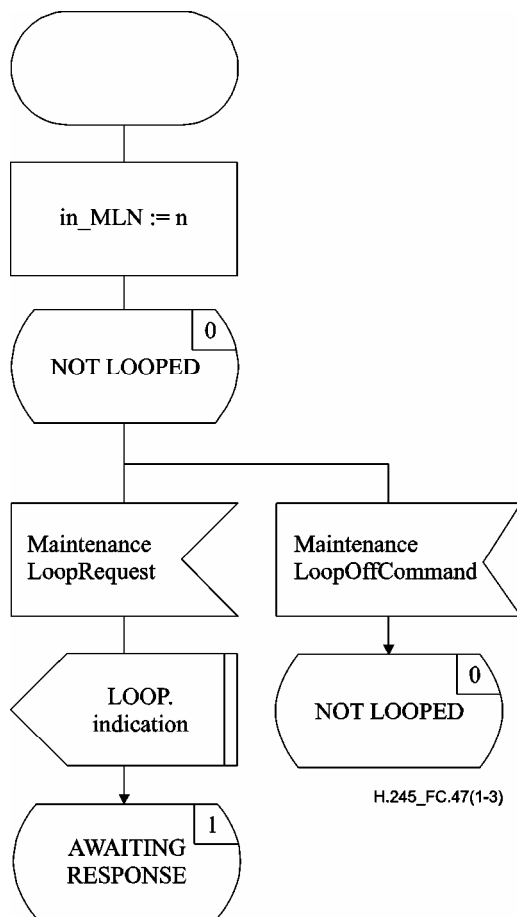 in_MLN := n
0
NOT LOOPED
Maintenance
LoopRequest
Maintenance
LoopOffCommand
LOOP.
indication
0
NOT LOOPED
H.245_FC.47(1-3)
1
AWAITING
RESPONSE